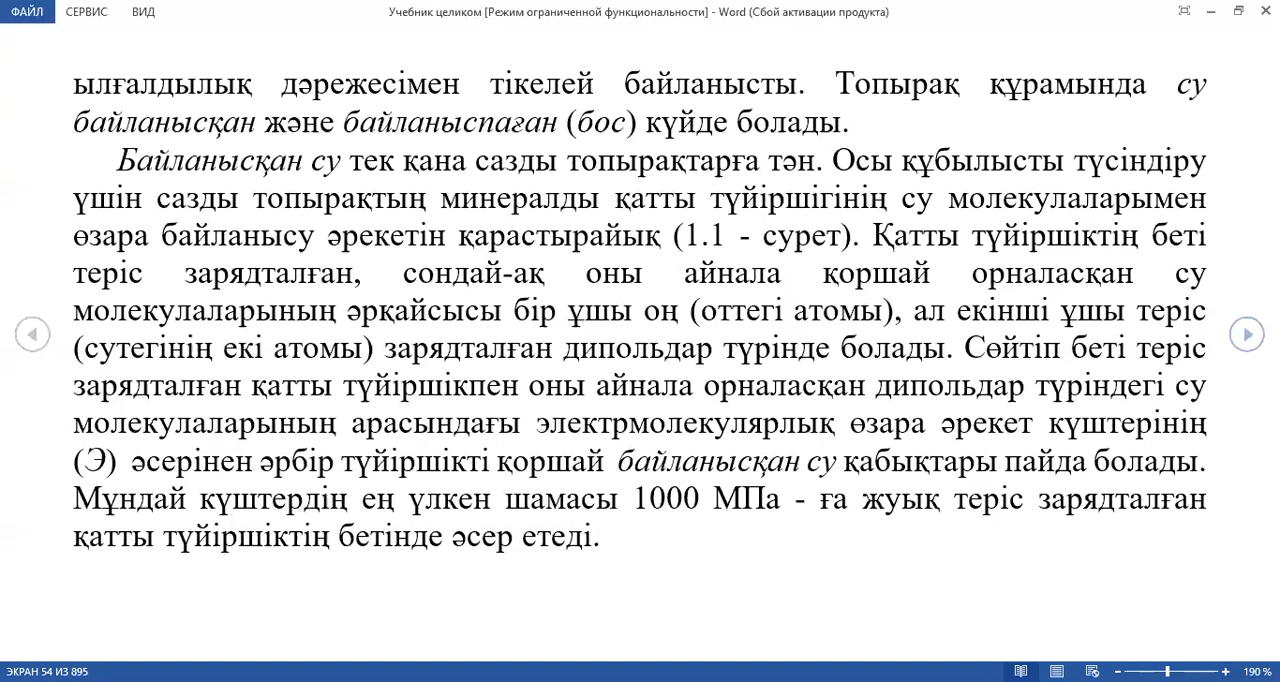 ФАЙЛ СЕРВИС ВИД Учебник целиком [Режим ограниченной функциональности] - Word (Сбой активации продукта)
ылғалдылық дәрежесімен тікелей байланысты. Топырақ құрамында су
байланысқан және байланыспаған (бос) күйде болады.
Байланысқан су тек қана сазды топырақтарға тән. Осы құбылысты түсіндіру
үшін сазды топырақтың минералды қатты түйіршігінің су молекулаларымен
өзара байланысу әрекетін қарастырайық (1.1 - сурет). Қатты түйіршіктің беті
теріс зарядталған, сондай-ақ оны айнала қоршай орналасқан су
молекулаларының әрқайсысы бір ұшы оң (оттегі атомы), ал екінші ұшы теріс
(сутегінің екі атомы) зарядталған дипольдар түрінде болады. Сөйтіп беті теріс
зарядталған қатты түйіршікпен оны айнала орналасқан дипольдар түріндегі су
молекулаларының арасындағы электрмолекулярлық өзара әрекет күштерінің
(Э) әсерінен әрбір түйіршікті қоршай байланысқан су қабықтары пайда болады.
Мұндай күштердің ең үлкен шамасы 1000 МПа - ға жуық теріс зарядталған
қатты түйіршіктің бетінде әсер етеді.
ЭКРАН 54 ИЗ 895 190 %